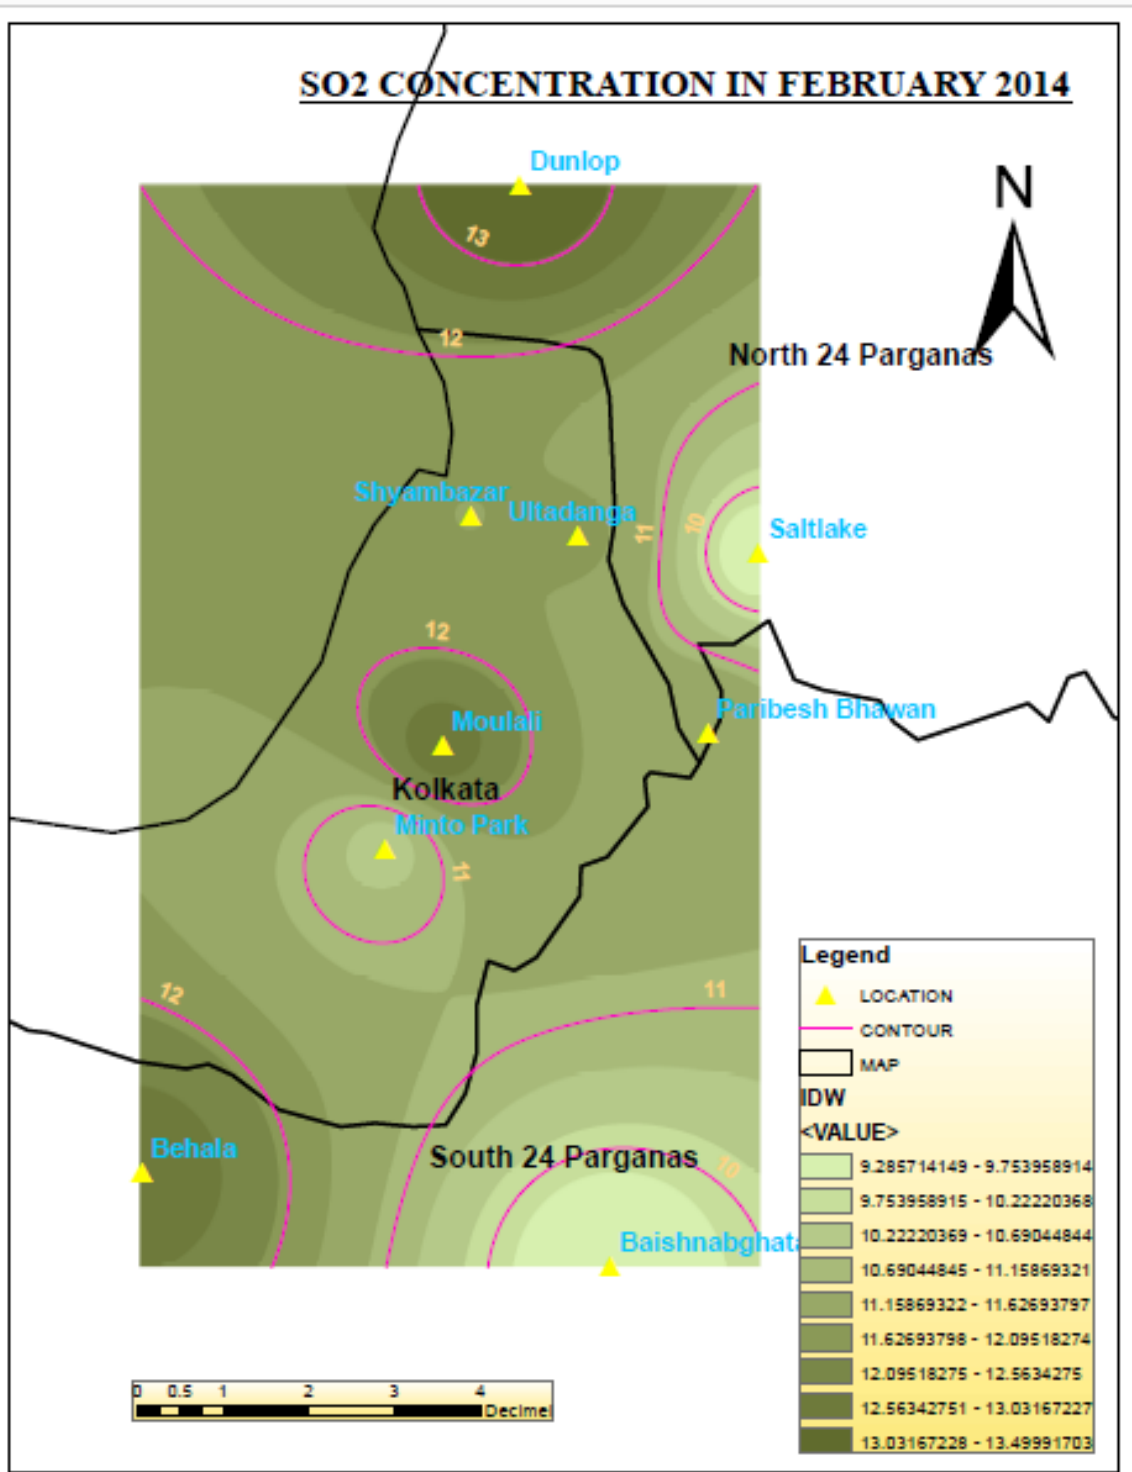 SO2 CONCENTRATION IN FEBRUARY 2014
Dunlop
N
13
12
North 24 Parganas
Shyambazar
Ultadanga
11
10
Saltlake
12
Moulali
Paribesh Bhawan
Kolkata
Minto Park
11
12
11
Behala
South 24 Parganas
10
Baishnabghata
Legend
LOCATION
CONTOUR
MAP
IDW
<VALUE>
9.285714149 - 9.753958914
9.753958915 - 10.22220368
10.22220369 - 10.69044844
10.69044845 - 11.15869321
11.15869322 - 11.62693797
11.62693798 - 12.09518274
12.09518275 - 12.5634275
12.56342751 - 13.03167227
13.03167228 - 13.49991703
0 0.5 1 2 3 4
Decimel